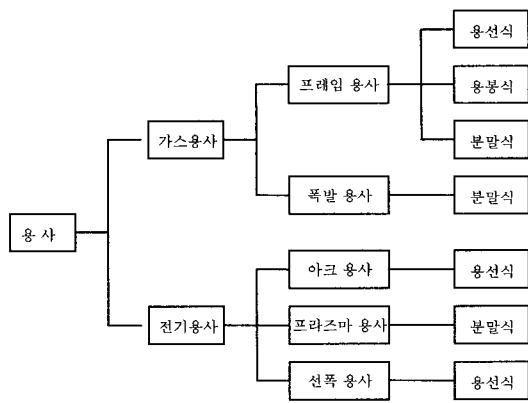 용선식
프레임 용사
용봉식
가스용사
분말식
폭발 용사
분말식
용 사
아크 용사
용선식
전기용사
프라즈마 용사
분말식
선폭 용사
용선식